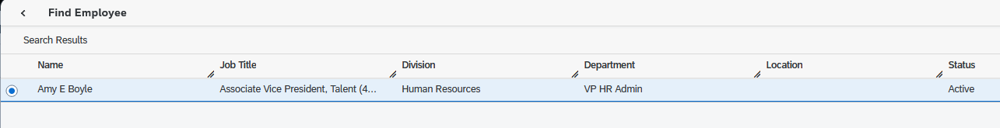 Find Employee
Search Results
Name Job Title Division Department Location Status
Amy E Boyle Associate Vice President, Talent (4... Human Resources VP HR Admin Active